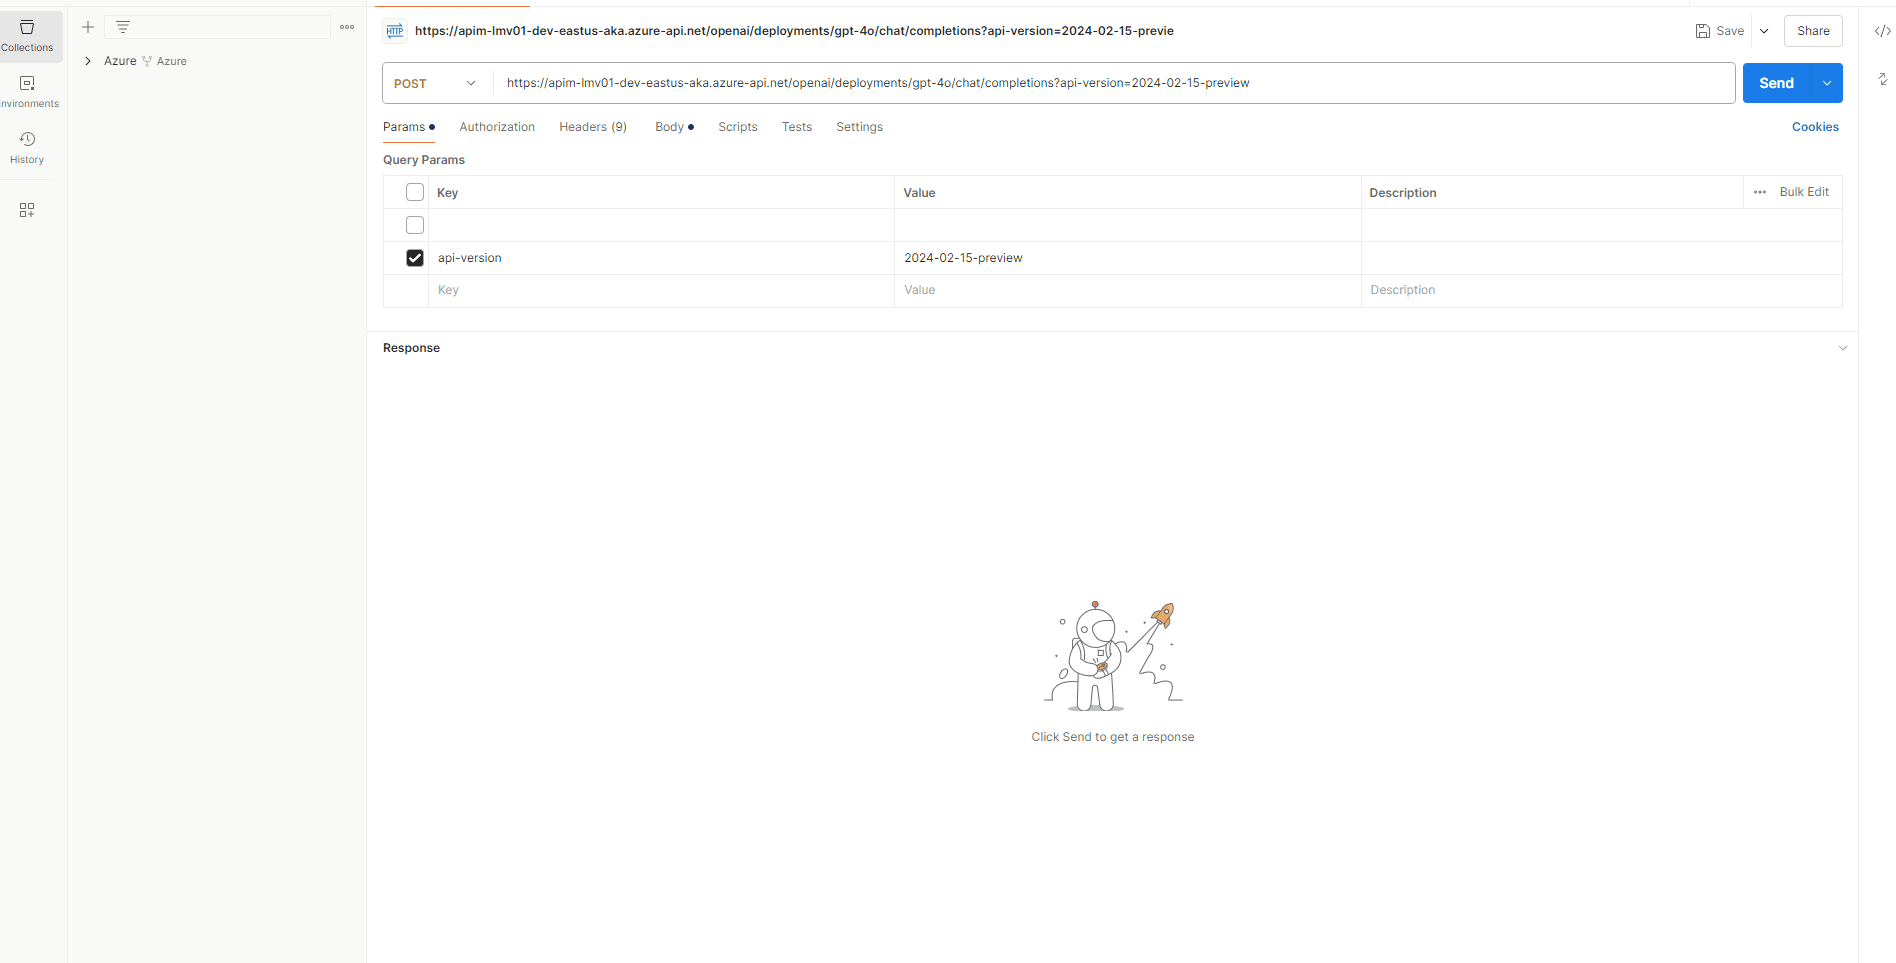 Collections
Environments
History
Azure Azure
HTTP https://apim-lmv01-dev-eastus-aka.azure-api.net/openai/deployments/gpt-4o/chat/completions?api-version=2024-02-15-previe
Save
Share
POST https://apim-lmv01-dev-eastus-aka.azure-api.net/openai/deployments/gpt-4o/chat/completions?api-version=2024-02-15-preview
Send
Params Authorization Headers (9) Body Scripts Tests Settings
Cookies
Query Params
Key Value Description Bulk Edit
api-version 2024-02-15-preview
Key Value Description
Response
Click Send to get a response